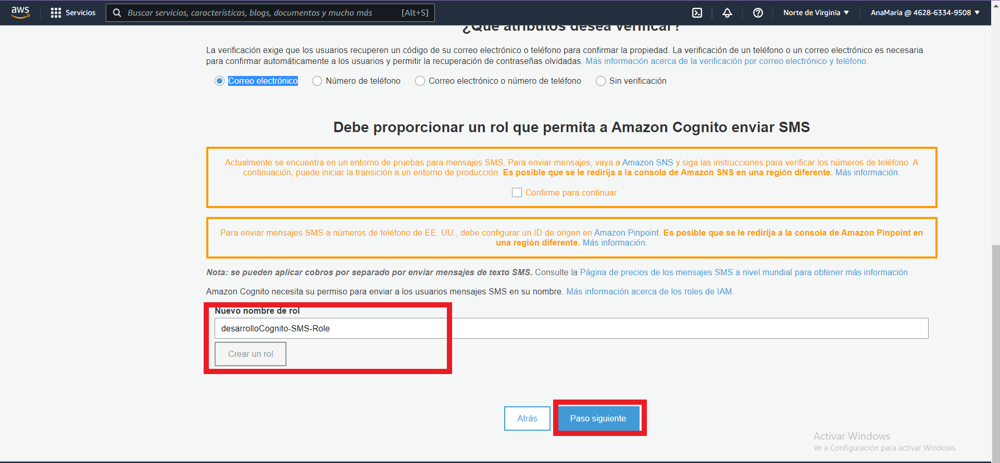 aws
Servicios
Buscar servicios, características, blogs, documentos y mucho más
[Alt+S]
Norte de Virginia
AnaMaria @ 4628-6334-9508
¿Qué atributos desea verificar?
La verificación exige que los usuarios recuperen un código de su correo electrónico o teléfono para confirmar la propiedad. La verificación de un teléfono o un correo electrónico es necesaria
para confirmar automáticamente a los usuarios y permitir la recuperación de contraseñas olvidadas. Más información acerca de la verificación por correo electrónico y teléfono.
Correo electrónico
Número de teléfono
Correo electrónico o número de teléfono
Sin verificación
Debe proporcionar un rol que permita a Amazon Cognito enviar SMS
Actualmente se encuentra en un entorno de pruebas para mensajes SMS. Para enviar mensajes, vaya a Amazon SNS y siga las instrucciones para verificar los números de teléfono. A
continuación, puede iniciar la transición a un entorno de producción. Es posible que se le redirija a la consola de Amazon SNS en una región diferente. Más información.
Confirme para continuar
Para enviar mensajes SMS a números de teléfono de EE. UU., debe configurar un ID de origen en Amazon Pinpoint. Es posible que se le redirija a la consola de Amazon Pinpoint en
una región diferente. Más información.
Nota: se pueden aplicar cobros por separado por enviar mensajes de texto SMS. Consulte la Página de precios de los mensajes SMS a nivel mundial para obtener más información.
Amazon Cognito necesita su permiso para enviar a los usuarios mensajes SMS en su nombre. Más información acerca de los roles de IAM.
Nuevo nombre de rol
desarrolloCognito-SMS-Role
Crear un rol
Atrás
Paso siguiente
Activar Windows
Ve a Configuración para activar Windows.